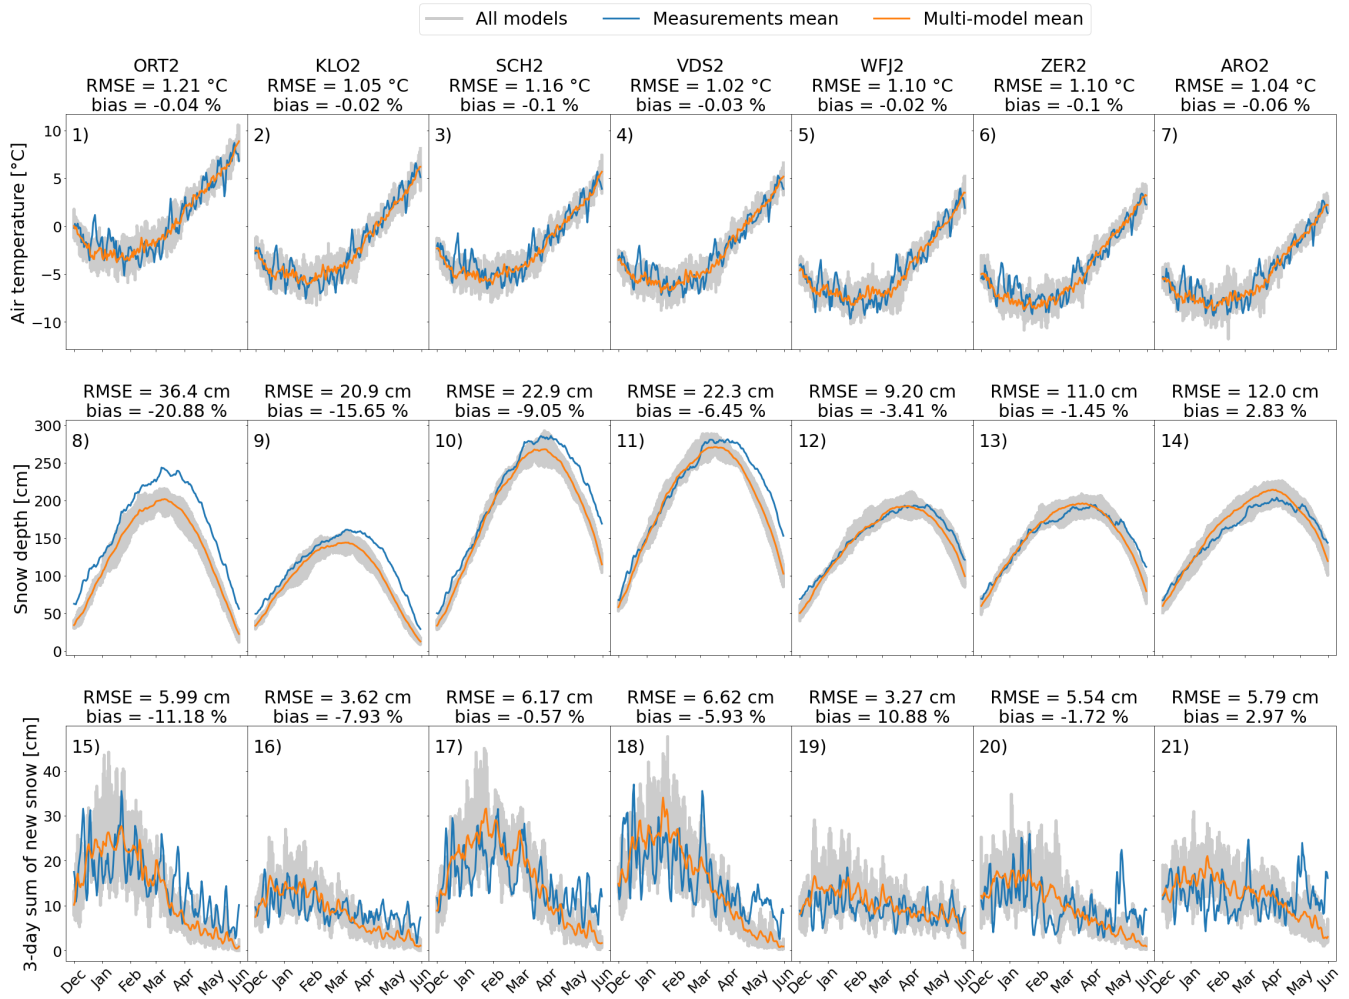 All models Measurements mean Multi-model mean
ORT2 KLO2 SCH2 VDS2 WFJ2 ZER2 ARO2
RMSE = 1.21 °C RMSE = 1.05 °C RMSE = 1.16 °C RMSE = 1.02 °C RMSE = 1.10 °C RMSE = 1.10 °C RMSE = 1.04 °C
bias = -0.04 % bias = -0.02 % bias = -0.1 % bias = -0.03 % bias = -0.02 % bias = -0.1 % bias = -0.06 %
1) 2) 3) 4) 5) 6) 7)
Air temperature [°C]
10
5
0
−5
−10
RMSE = 36.4 cm RMSE = 20.9 cm RMSE = 22.9 cm RMSE = 22.3 cm RMSE = 9.20 cm RMSE = 11.0 cm RMSE = 12.0 cm
bias = -20.88 % bias = -15.65 % bias = -9.05 % bias = -6.45 % bias = -3.41 % bias = -1.45 % bias = 2.83 %
8) 9) 10) 11) 12) 13) 14)
Snow depth [cm]
300
250
200
150
100
50
0
RMSE = 5.99 cm RMSE = 3.62 cm RMSE = 6.17 cm RMSE = 6.62 cm RMSE = 3.27 cm RMSE = 5.54 cm RMSE = 5.79 cm
bias = -11.18 % bias = -7.93 % bias = -0.57 % bias = -5.93 % bias = 10.88 % bias = -1.72 % bias = 2.97 %
15) 16) 17) 18) 19) 20) 21)
3-day sum of new snow [cm]
40
30
20
10
0
Dec Jan Feb Mar Apr May Jun Dec Jan Feb Mar Apr May Jun Dec Jan Feb Mar Apr May Jun Dec Jan Feb Mar Apr May Jun Dec Jan Feb Mar Apr May Jun Dec Jan Feb Mar Apr May Jun Dec Jan Feb Mar Apr May Jun